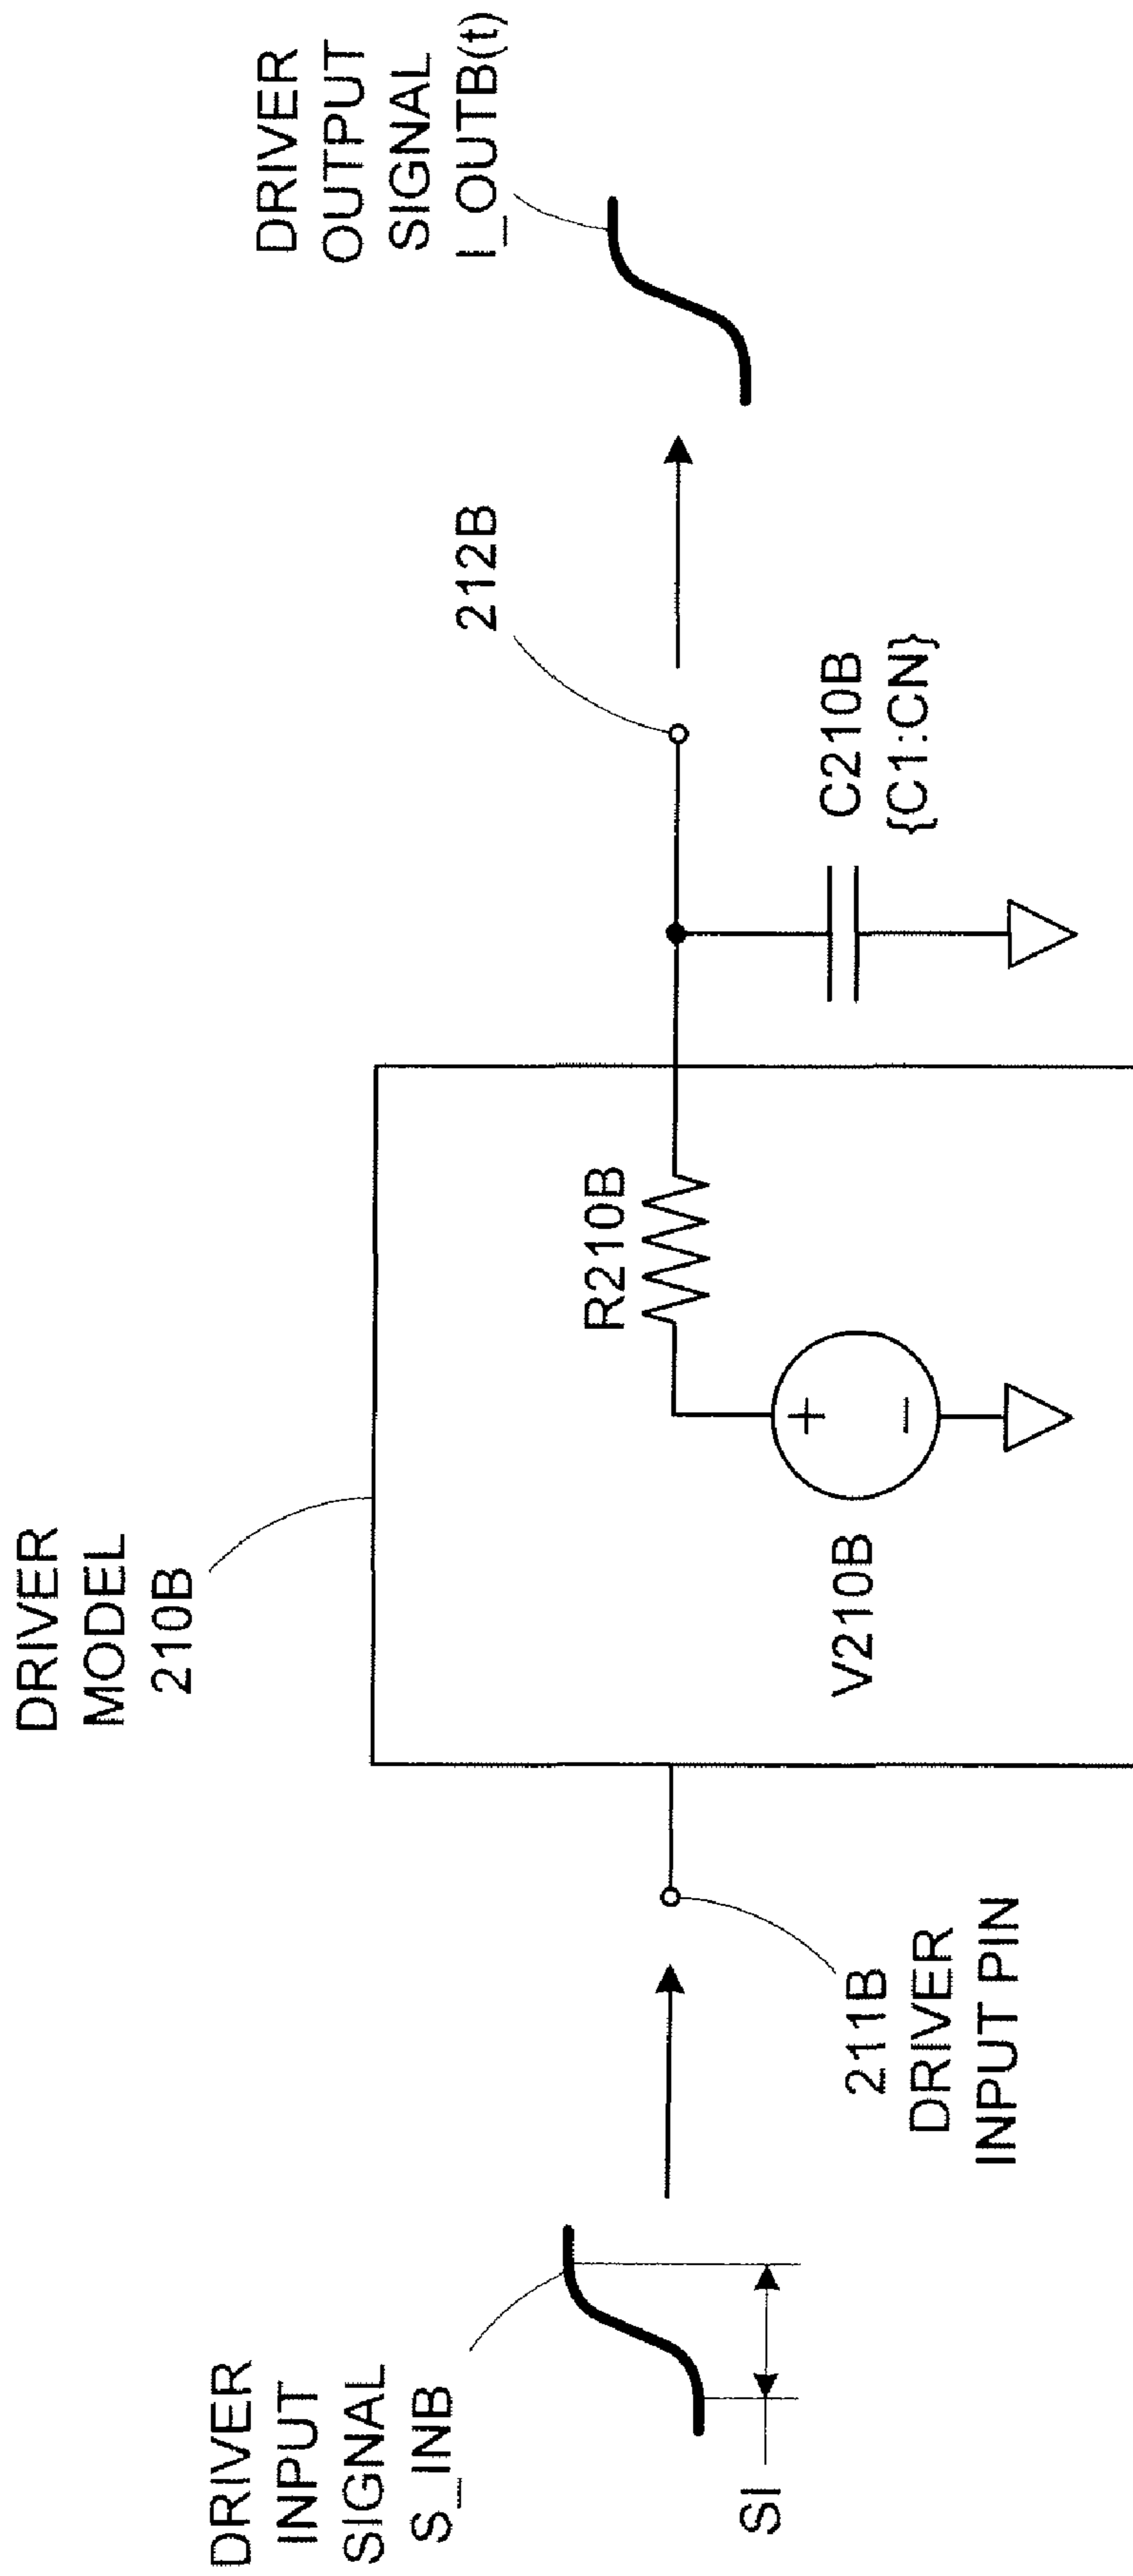 DRIVER
INPUT
SIGNAL
S_INB
SI
211B
DRIVER
INPUT PIN
DRIVER
MODEL
210B
V210B
+
–
R210B
C210B
{C1:CN}
212B
DRIVER
OUTPUT
SIGNAL
I_OUTB(t)